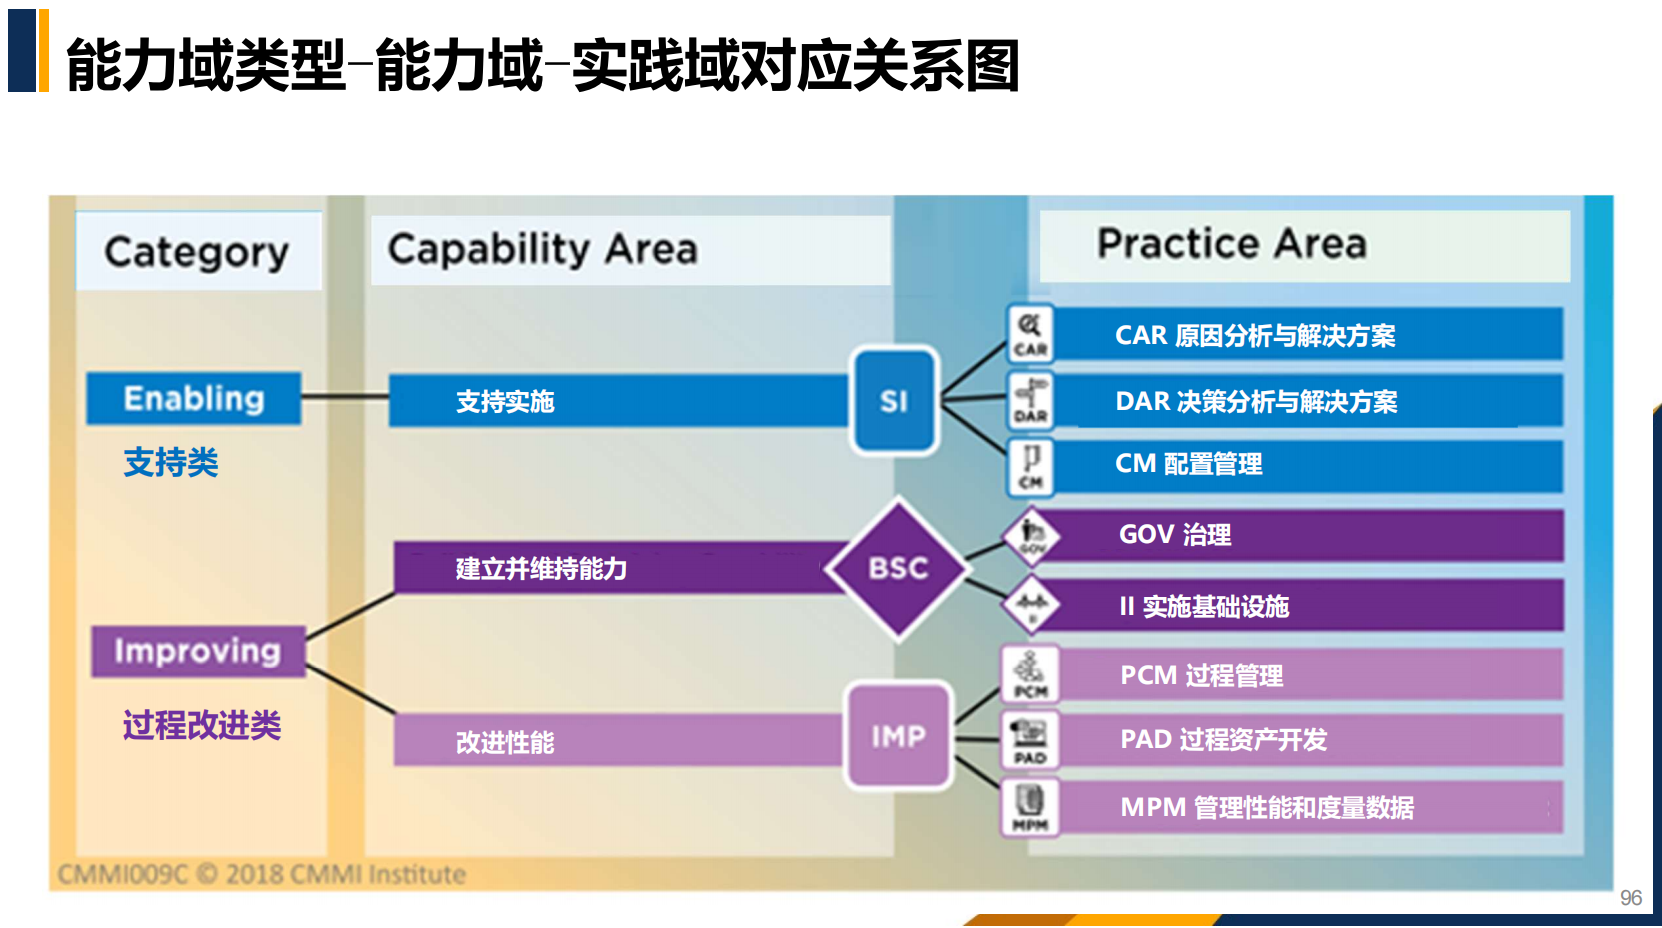 能力域类型–能力域–实践域对应关系图
Category
Capability Area
Practice Area
Enabling
支持类
支持实施
SI
CAR
CAR 原因分析与解决方案
DAR
DAR 决策分析与解决方案
CM
CM 配置管理
Improving
过程改进类
建立并维持能力
BSC
GOV
GOV 治理
II
II 实施基础设施
改进性能
IMP
PCM
PCM 过程管理
PAD
PAD 过程资产开发
MPM
MPM 管理性能和度量数据
CMMI009C © 2018 CMMI Institute
96